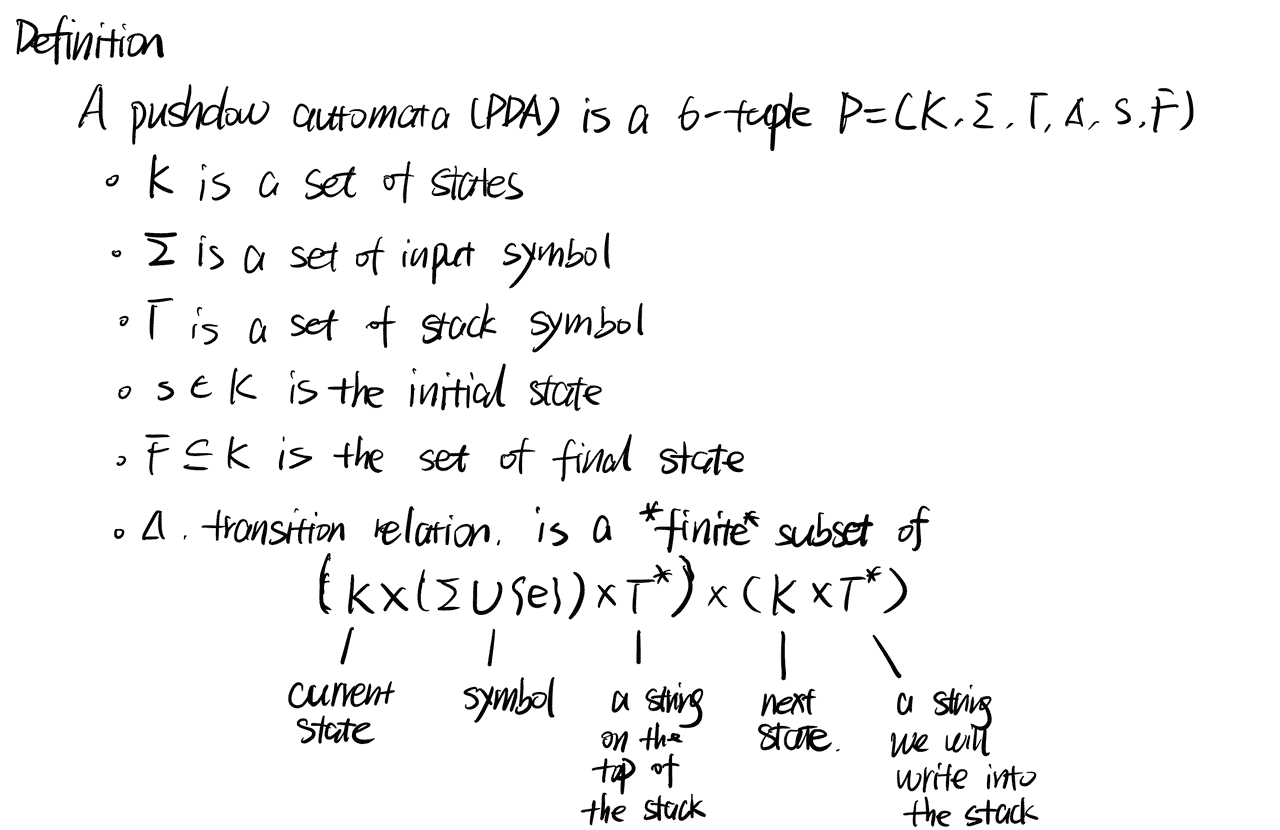 Definition
A pushdow automata (PDA) is a 6-tuple P=(K, Σ, Γ, Δ, S, F)
• K is a set of states
• Σ is a set of input symbol
• Γ is a set of stack symbol
• s ∈ K is the initial state
• F ⊆ K is the set of final state
• Δ, transition relation, is a *finite* subset of
(K×(Σ∪{e})×Γ*)×(K×Γ*)
current state
symbol
a string on the top of the stack
next state.
a string we will write into the stack